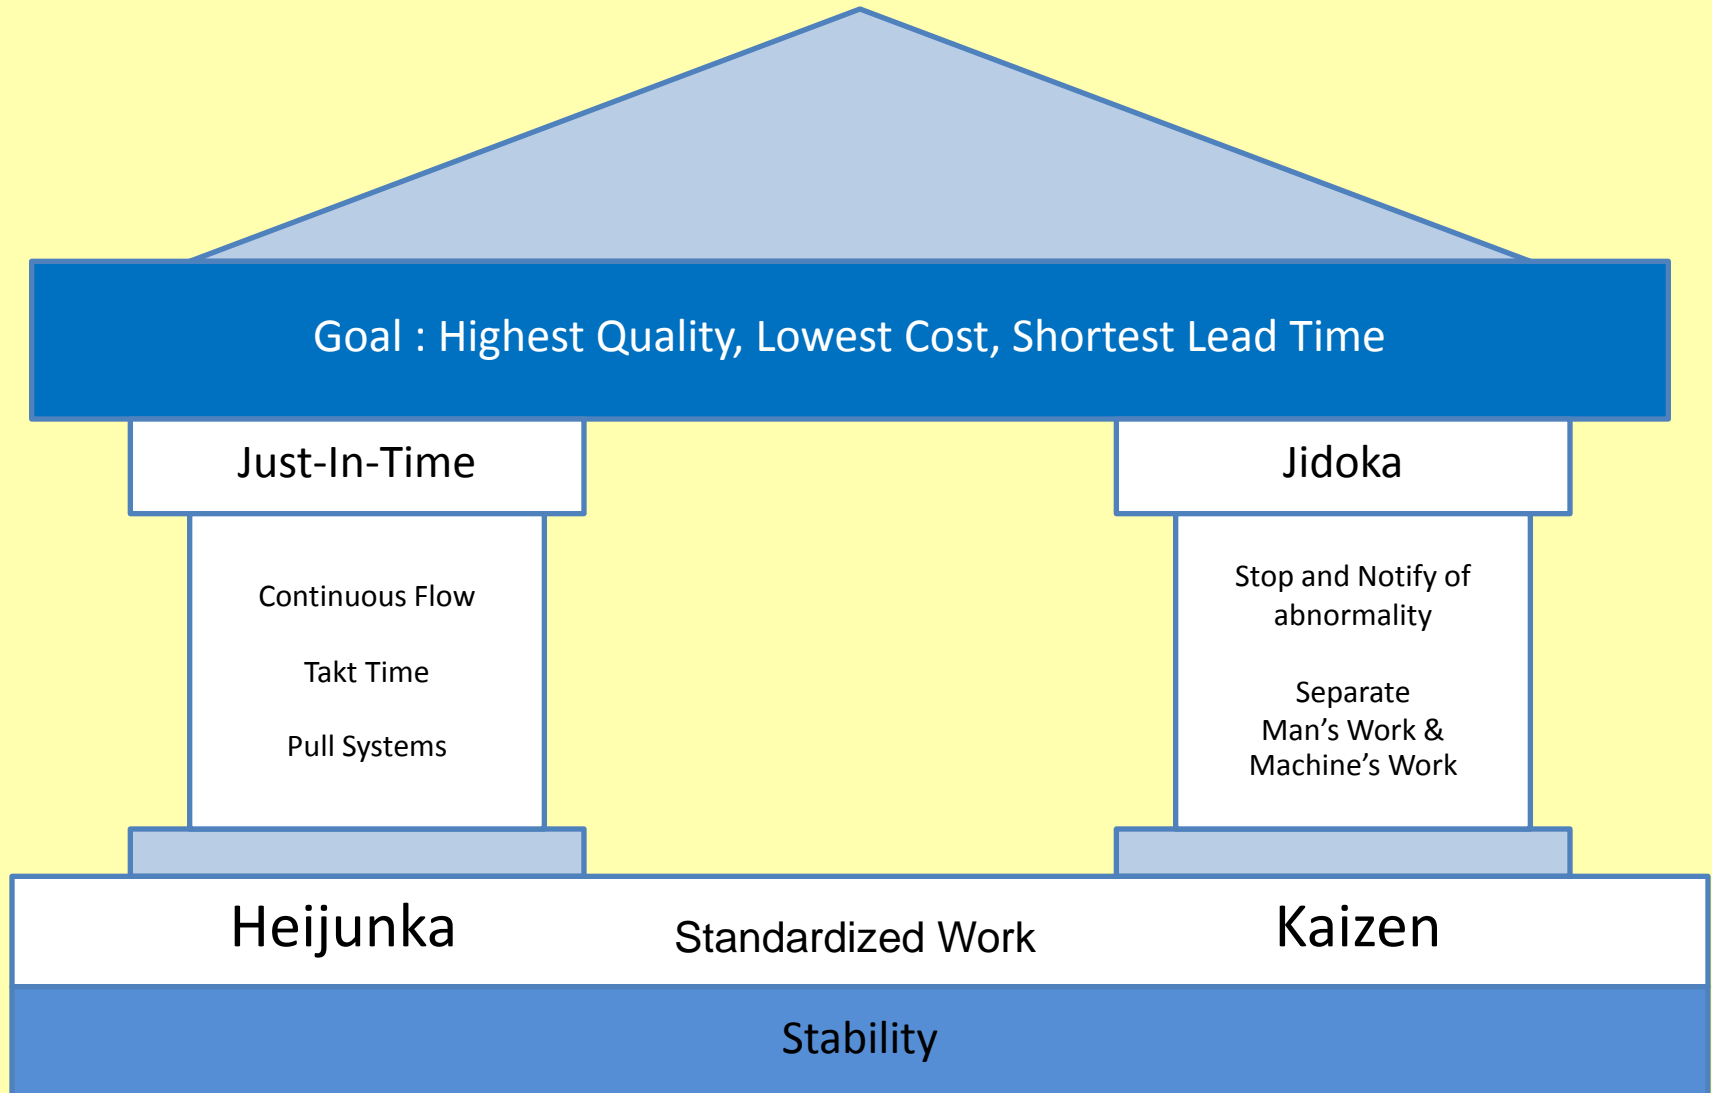 Goal : Highest Quality, Lowest Cost, Shortest Lead Time
Just-In-Time
Jidoka
Continuous Flow
Takt Time
Pull Systems
Stop and Notify of
abnormality
Separate
Man’s Work &
Machine’s Work
Heijunka
Standardized Work
Kaizen
Stability